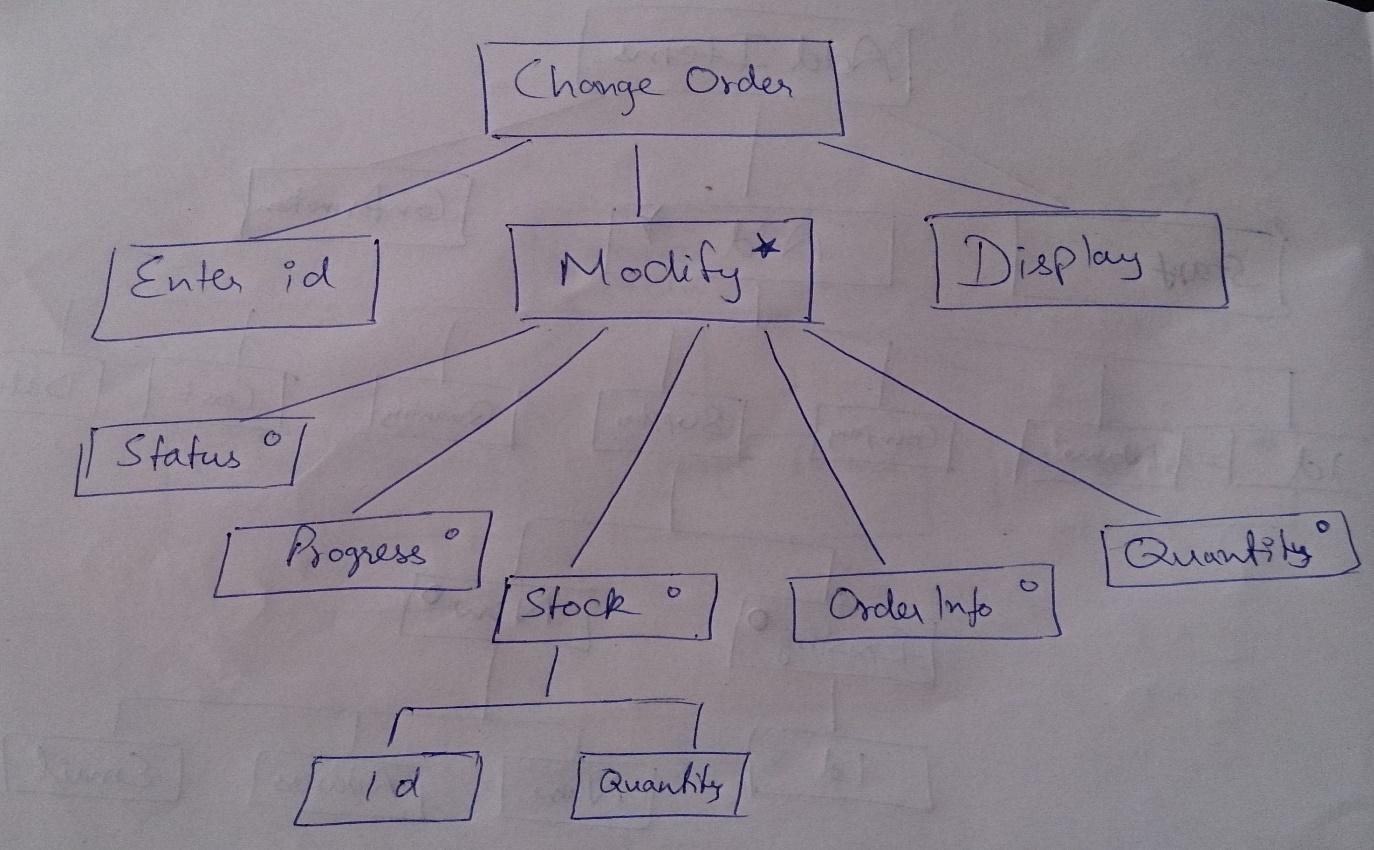 Change Order
Enter id
Modify *
Display
Status
Progress
Stock
Order Info
Quantity
Id
Quantity